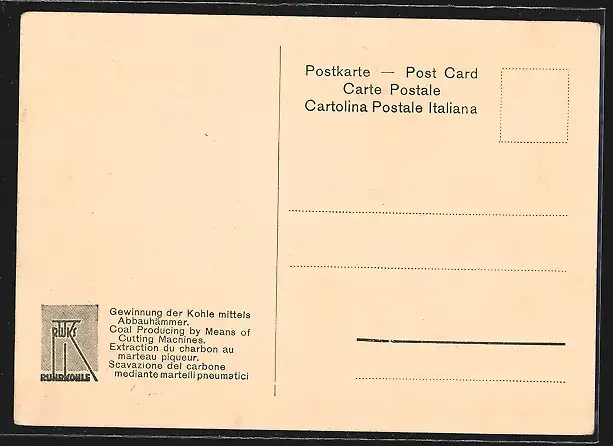 Postkarte — Post Card
Carte Postale
Cartolina Postale Italiana
RWKS
RUHRKOHLE
Gewinnung der Kohle mittels
Abbauhämmer.
Coal Producing by Means of
Cutting Machines.
Extraction du charbon au
marteau piqueur.
Scavazione del carbone
mediante martelli pneumatici